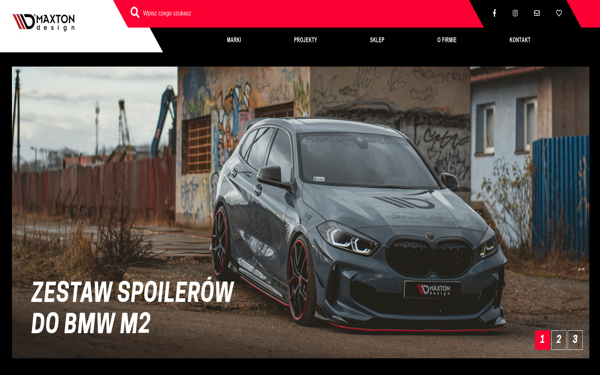 MAXTON
design
Wpisz czego szukasz
MARKI
PROJEKTY
SKLEP
O FIRMIE
KONTAKT
MAXTON
design
ZESTAW SPOILERÓW
DO BMW M2
1
2
3